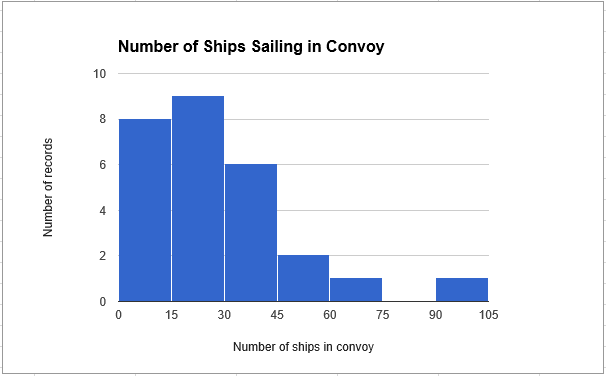 Number of Ships Sailing in Convoy
10
8
6
4
2
0
Number of records
0 15 30 45 60 75 90 105
Number of ships in convoy